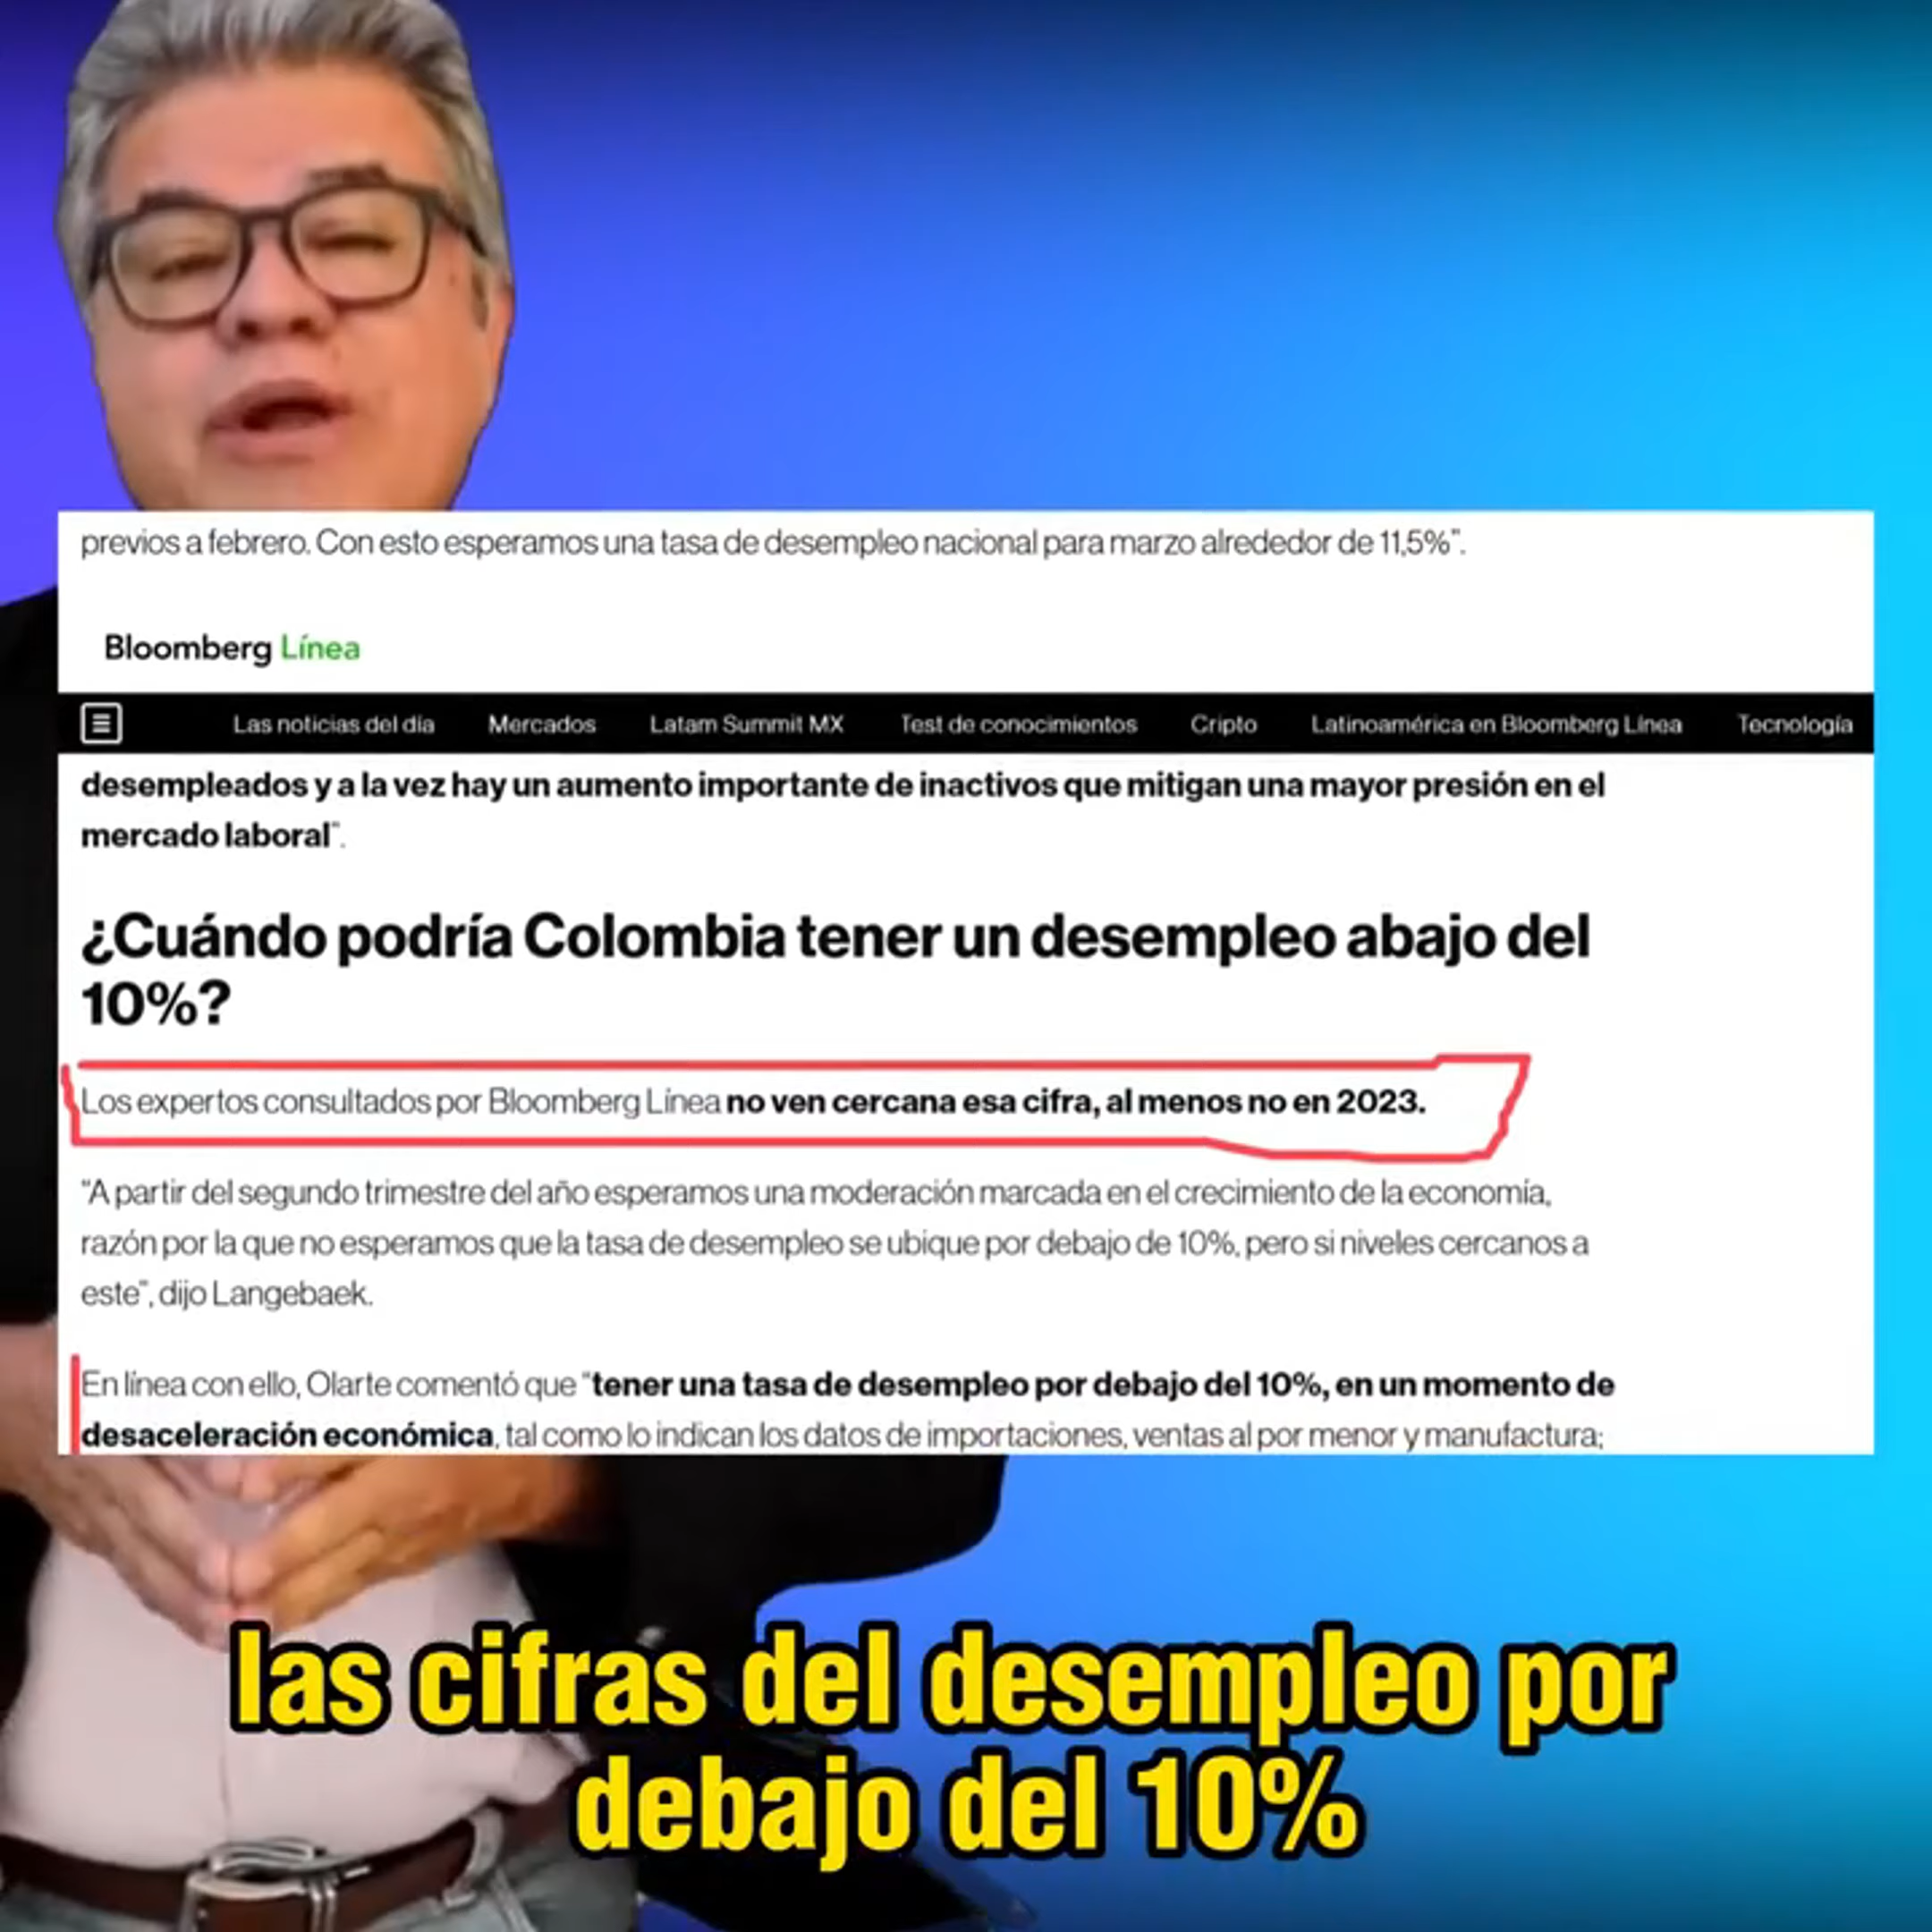 previos a febrero. Con esto esperamos una tasa de desempleo nacional para marzo alrededor de 11,5%".
Bloomberg Línea
Las noticias del día Mercados Latam Summit MX Test de conocimientos Cripto Latinoamérica en Bloomberg Línea Tecnología
desempleados y a la vez hay un aumento importante de inactivos que mitigan una mayor presión en el
mercado laboral".
¿Cuándo podría Colombia tener un desempleo abajo del
10%?
Los expertos consultados por Bloomberg Línea no ven cercana esa cifra, al menos no en 2023.
"A partir del segundo trimestre del año esperamos una moderación marcada en el crecimiento de la economía,
razón por la que no esperamos que la tasa de desempleo se ubique por debajo de 10%, pero si niveles cercanos a
este", dijo Langebaek.
En línea con ello, Olarte comentó que "tener una tasa de desempleo por debajo del 10%, en un momento de
desaceleración económica, tal como lo indican los datos de importaciones, ventas al por menor y manufactura;
las cifras del desempleo por
debajo del 10%